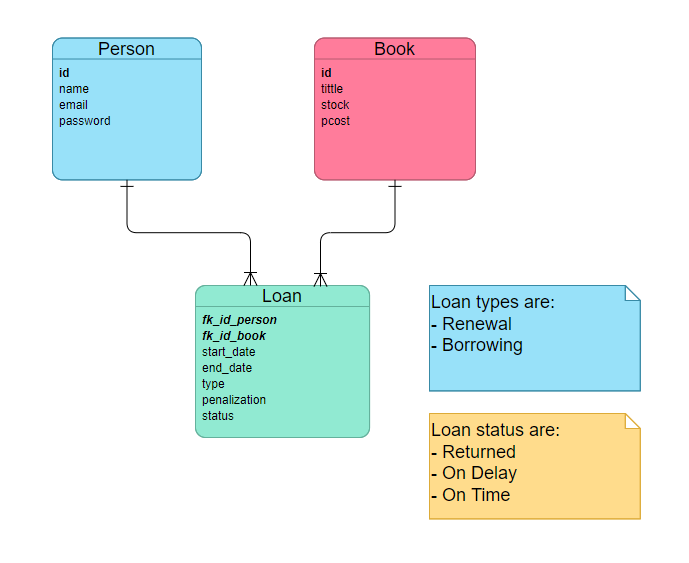 Person
id
name
email
password
Book
id
tittle
stock
pcost
Loan
fk_id_person
fk_id_book
start_date
end_date
type
penalization
status
Loan types are:
- Renewal
- Borrowing
Loan status are:
- Returned
- On Delay
- On Time